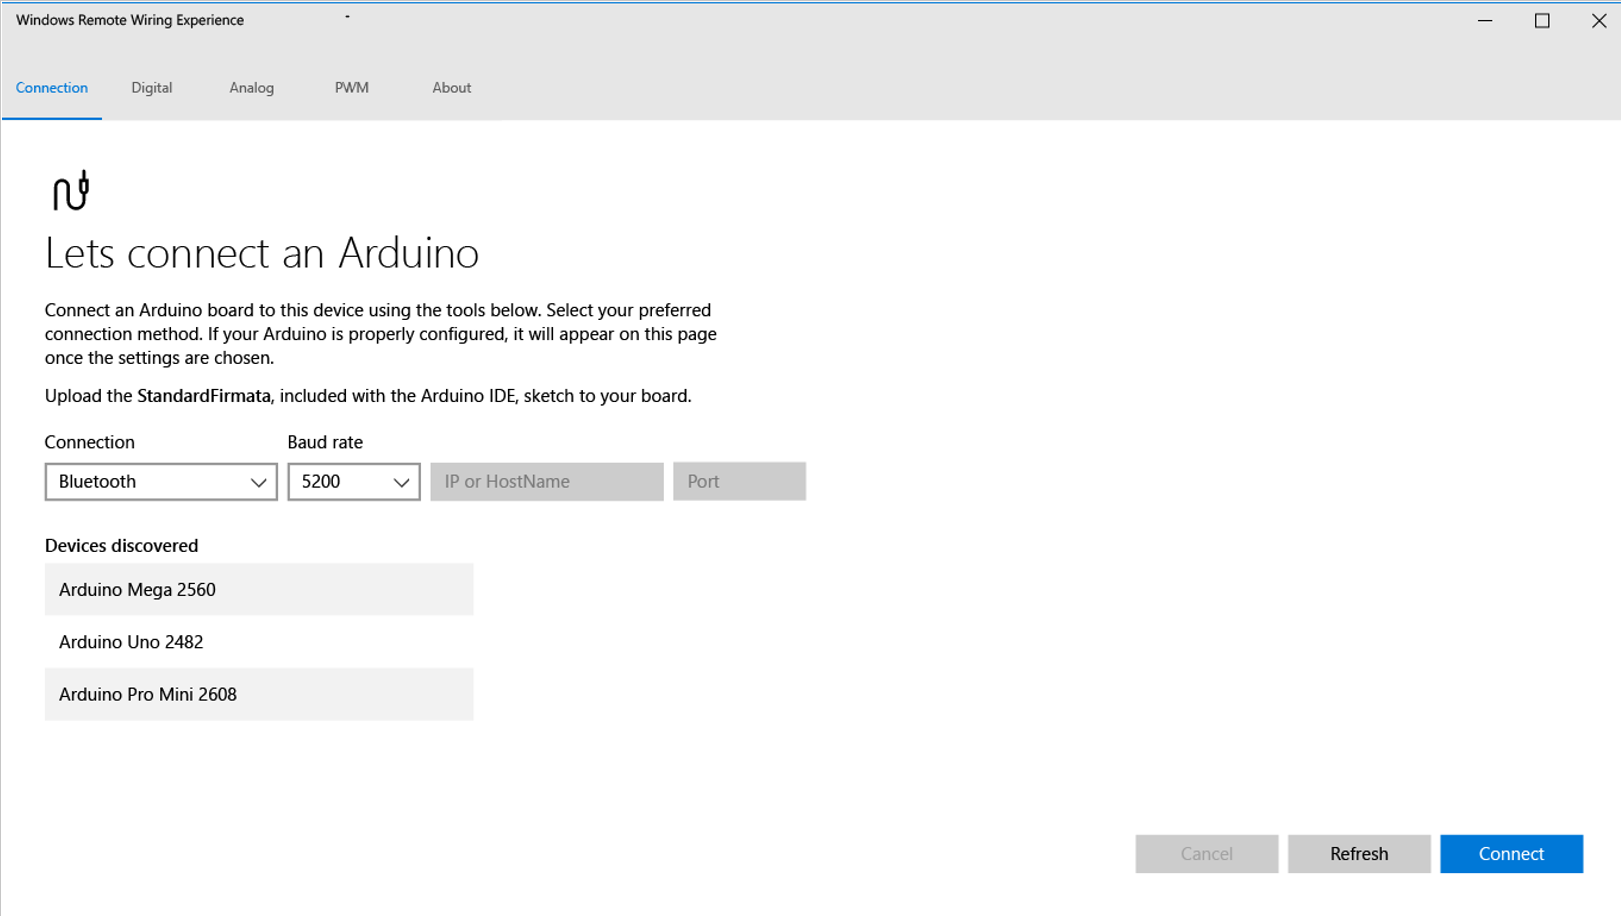 Windows Remote Wiring Experience
Connection Digital Analog PWM About
Lets connect an Arduino
Connect an Arduino board to this device using the tools below. Select your preferred
connection method. If your Arduino is properly configured, it will appear on this page
once the settings are chosen.
Upload the StandardFirmata, included with the Arduino IDE, sketch to your board.
Connection Baud rate
Bluetooth 5200 IP or HostName Port
Devices discovered
Arduino Mega 2560
Arduino Uno 2482
Arduino Pro Mini 2608
Cancel Refresh Connect